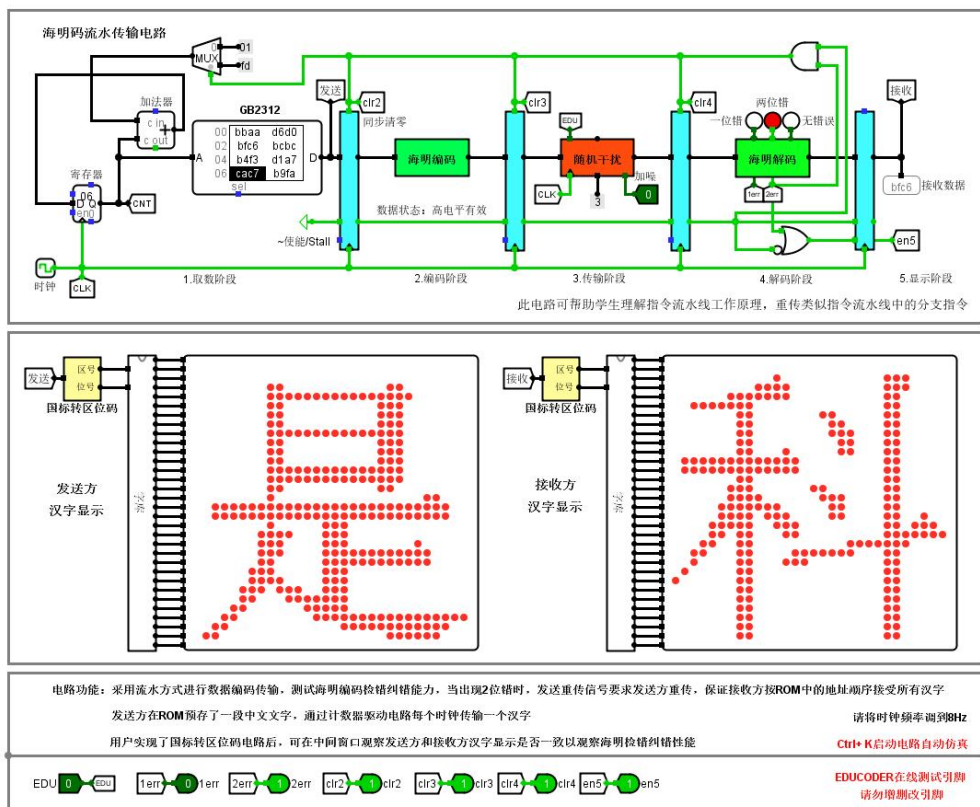 海明码流水传输电路
0 01
MUX
fd
加法器
c in
+
c out
GB2312
00 bbaa d6d0
02 bfc6 bcbc
04 b4f3 d1a7
06 cac7 b9fa
A
D
sel
寄存器
06
D Q
en0
CNT
时钟
CLK
发送
clr2
同步清零
海明编码
clr3
EDU
随机干扰
CLK
3
加噪
0
clr4
一位错
两位错
无错误
海明解码
1err
2err
接收
bfc6
接收数据
en5
数据状态：高电平有效
~使能/Stall
1.取数阶段
2.编码阶段
3.传输阶段
4.解码阶段
5.显示阶段
此电路可帮助学生理解指令流水线工作原理，重传类似指令流水线中的分支指令
发送
区号
位号
国标转区位码
发送方
汉字显示
字库
是
接收
区号
位号
国标转区位码
接收方
汉字显示
字库
科
电路功能：采用流水方式进行数据编码传输，测试海明编码检错纠错能力，当出现2位错时，发送重传信号要求发送方重传，保证接收方按ROM中的地址顺序接受所有汉字
发送方在ROM预存了一段中文文字，通过计数器驱动电路每个时钟传输一个汉字
请将时钟频率调到8Hz
用户实现了国标转区位码电路后，可在中间窗口观察发送方和接收方汉字显示是否一致以观察海明检错纠错性能
Ctrl+ K启动电路自动仿真
EDU 0 EDU
1err 0 1err
2err 1 2err
clr2 1 clr2
clr3 1 clr3
clr4 1 clr4
en5 1 en5
EDUCODER在线测试引脚
请勿增删改引脚